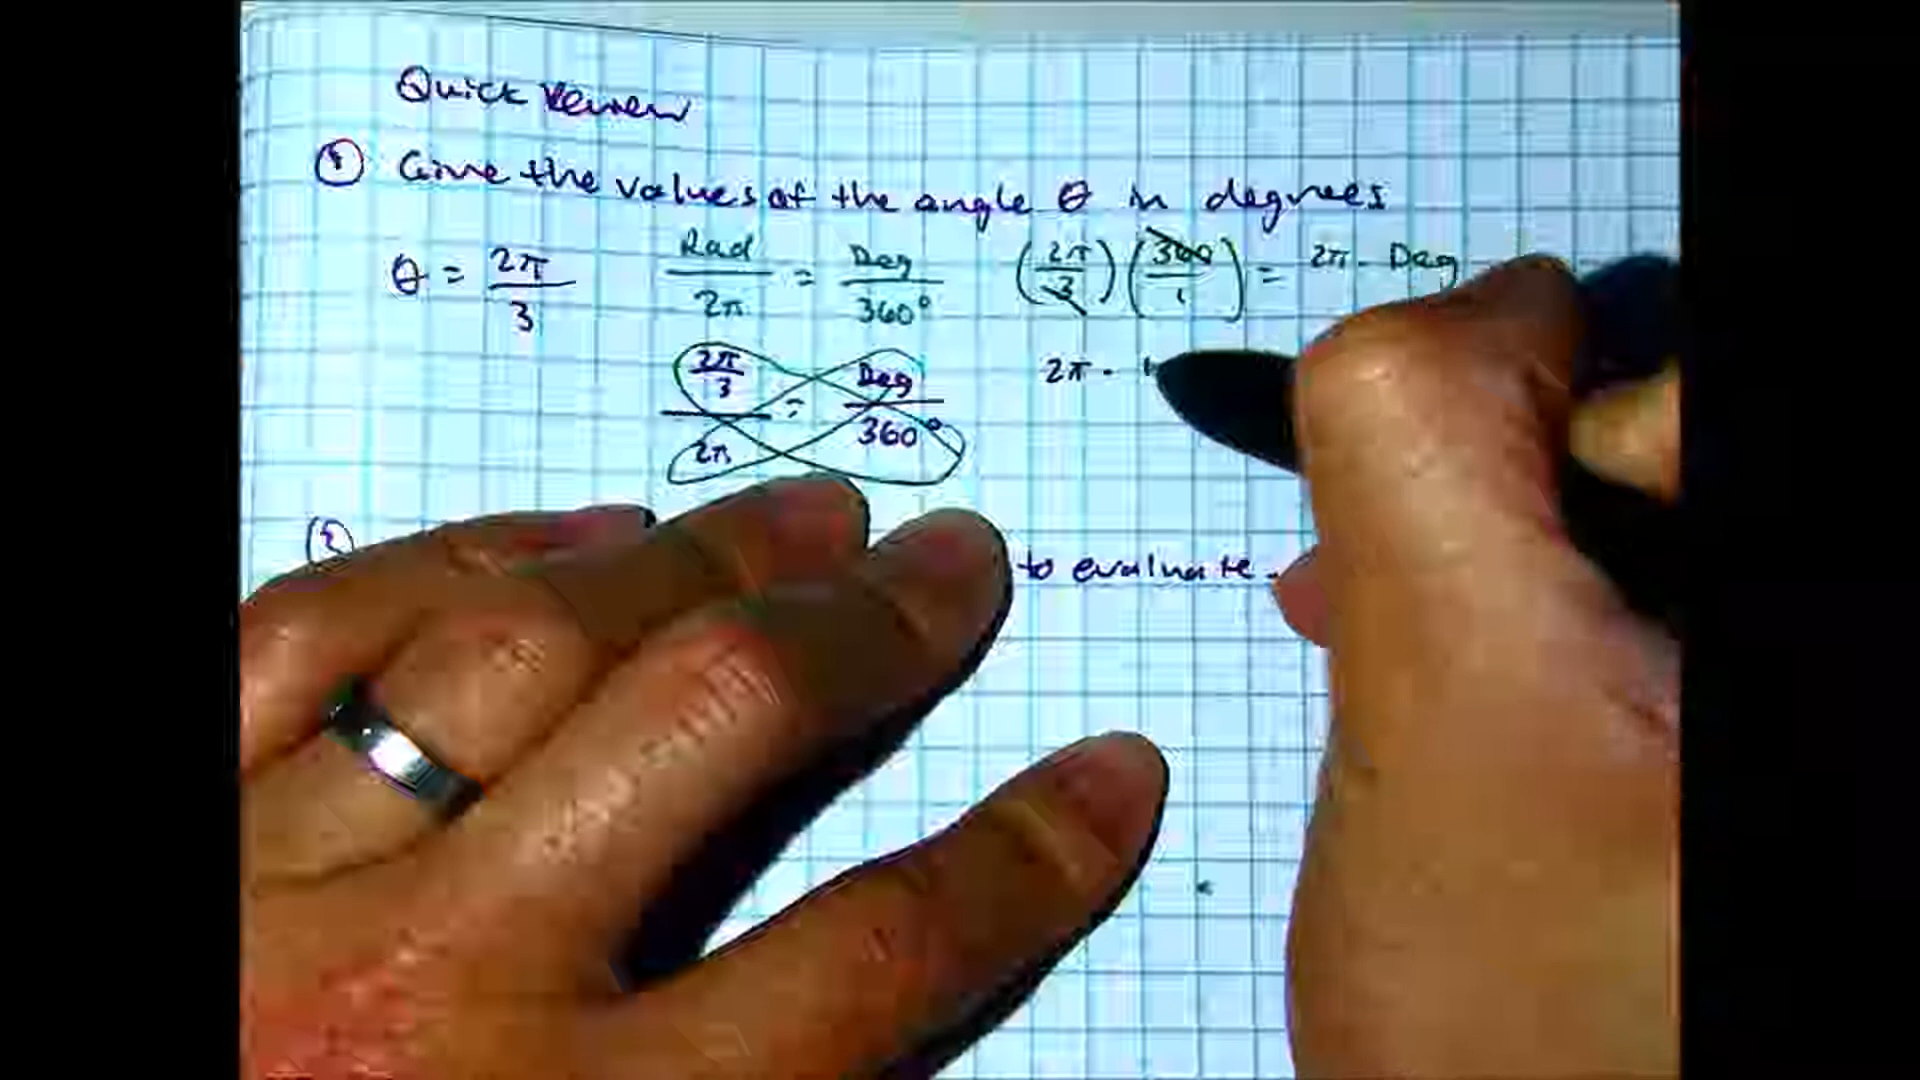 Quick Review
① Give the values of the angle θ in degrees
θ = 2π/3
Rad/2π = Deg/360°
(2π/3)(360/1) = 2π · Deg
2π/3 / 2π = Deg/360°
2π · 1
②
to evaluate.